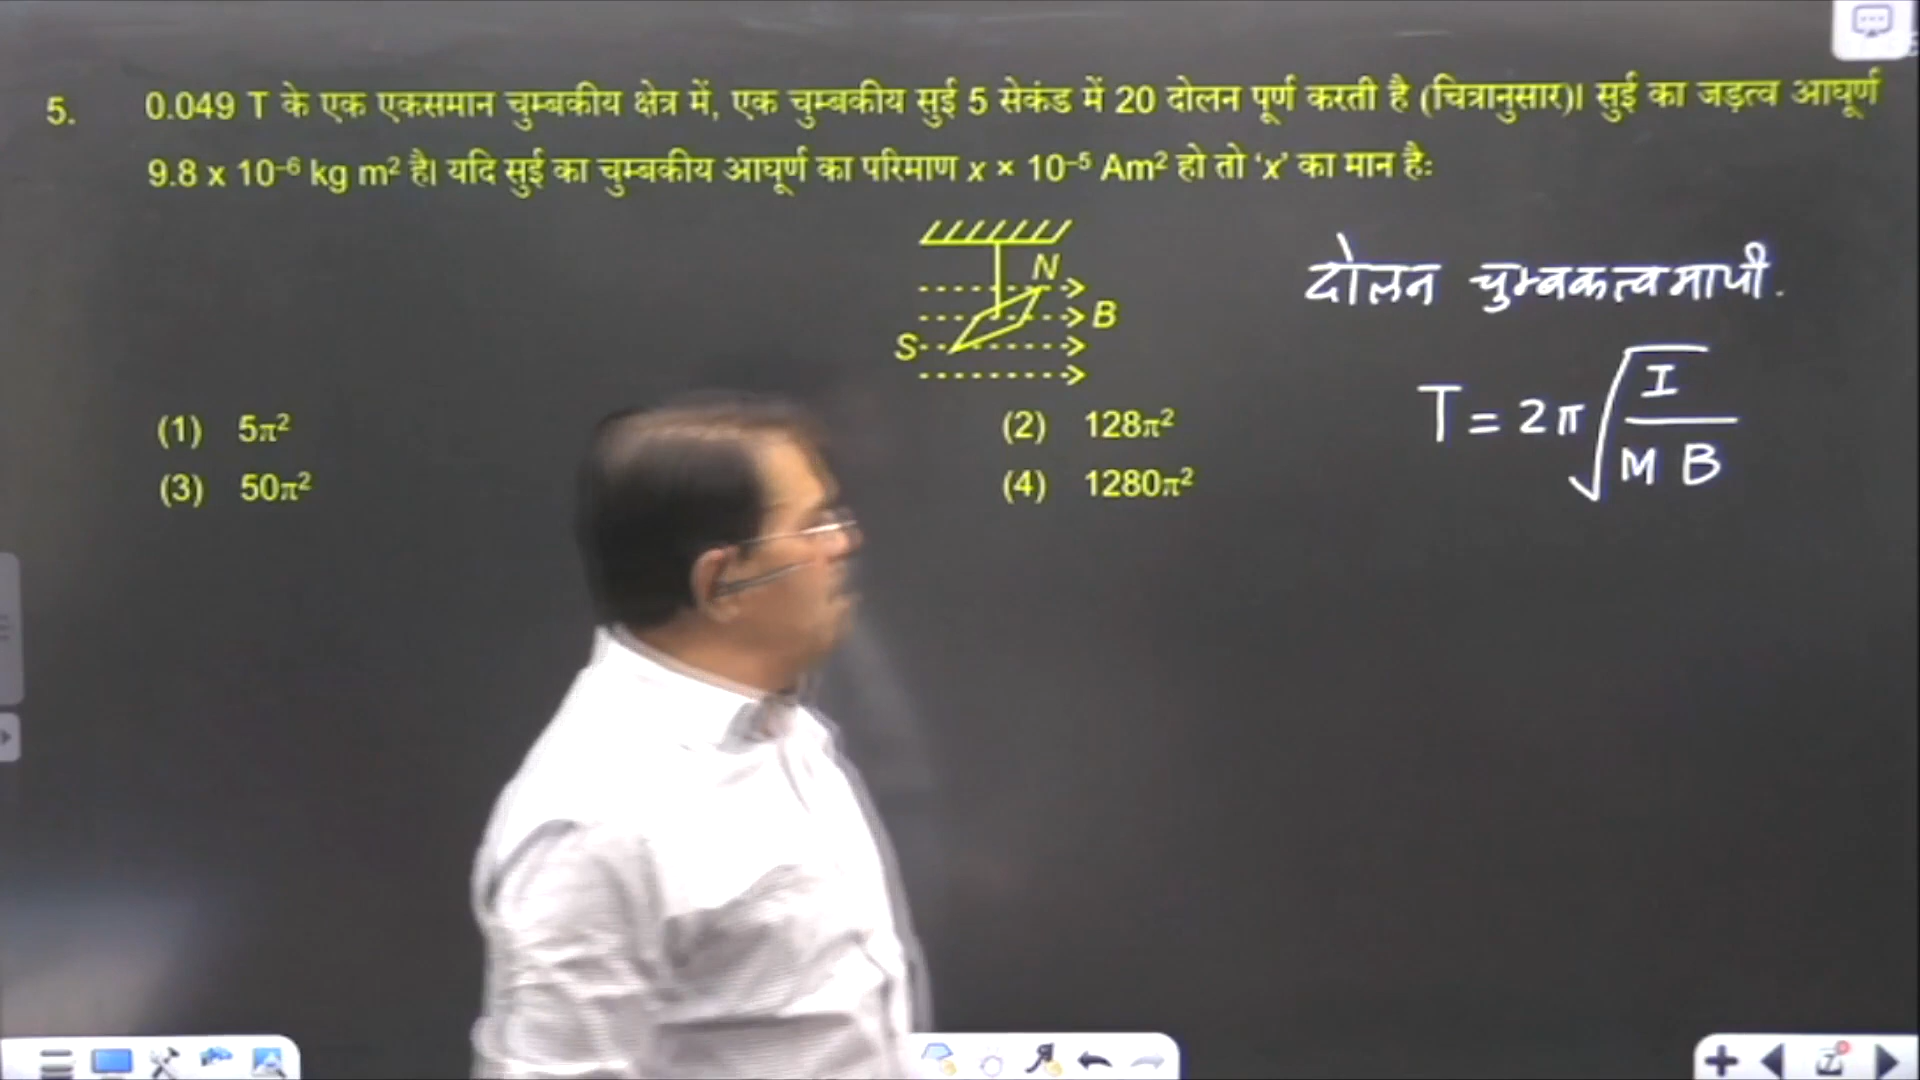 5. 0.049 T के एक एकसमान चुम्बकीय क्षेत्र में, एक चुम्बकीय सुई 5 सेकंड में 20 दोलन पूर्ण करती है (चित्रानुसार)। सुई का जड़त्व आघूर्ण
9.8 x 10⁻⁶ kg m² है। यदि सुई का चुम्बकीय आघूर्ण का परिमाण x × 10⁻⁵ Am² हो तो 'x' का मान है:
N
B
S
दोलन चुम्बकत्वमापी.
T = 2π√(I / M B)
(1) 5π² (2) 128π²
(3) 50π² (4) 1280π²